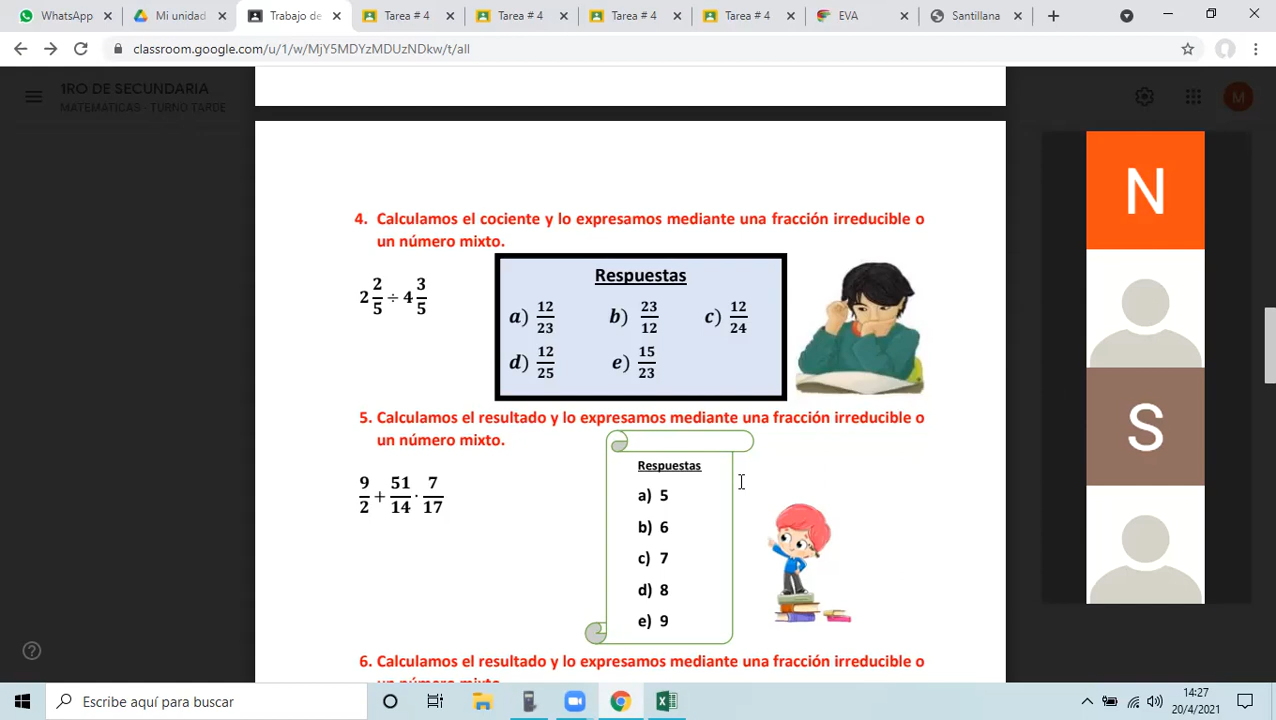 WhatsApp
Mi unidad
Trabajo de
Tarea # 4
Tarea # 4
Tarea # 4
Tarea # 4
EVA
Santillana
classroom.google.com/u/1/w/MjY5MDYzMDUzNDkw/t/all
1RO DE SECUNDARIA
MATEMATICAS - TURNO TARDE
M
N
S
4. Calculamos el cociente y lo expresamos mediante una fracción irreducible o
un número mixto.
2 2/5 ÷ 4 3/5
Respuestas
a) 12/23 b) 23/12 c) 12/24
d) 12/25 e) 15/23
5. Calculamos el resultado y lo expresamos mediante una fracción irreducible o
un número mixto.
9/2 + 51/14 · 7/17
Respuestas
a) 5
b) 6
c) 7
d) 8
e) 9
6. Calculamos el resultado y lo expresamos mediante una fracción irreducible o
un número mixto.
Escribe aquí para buscar
14:27
20/4/2021